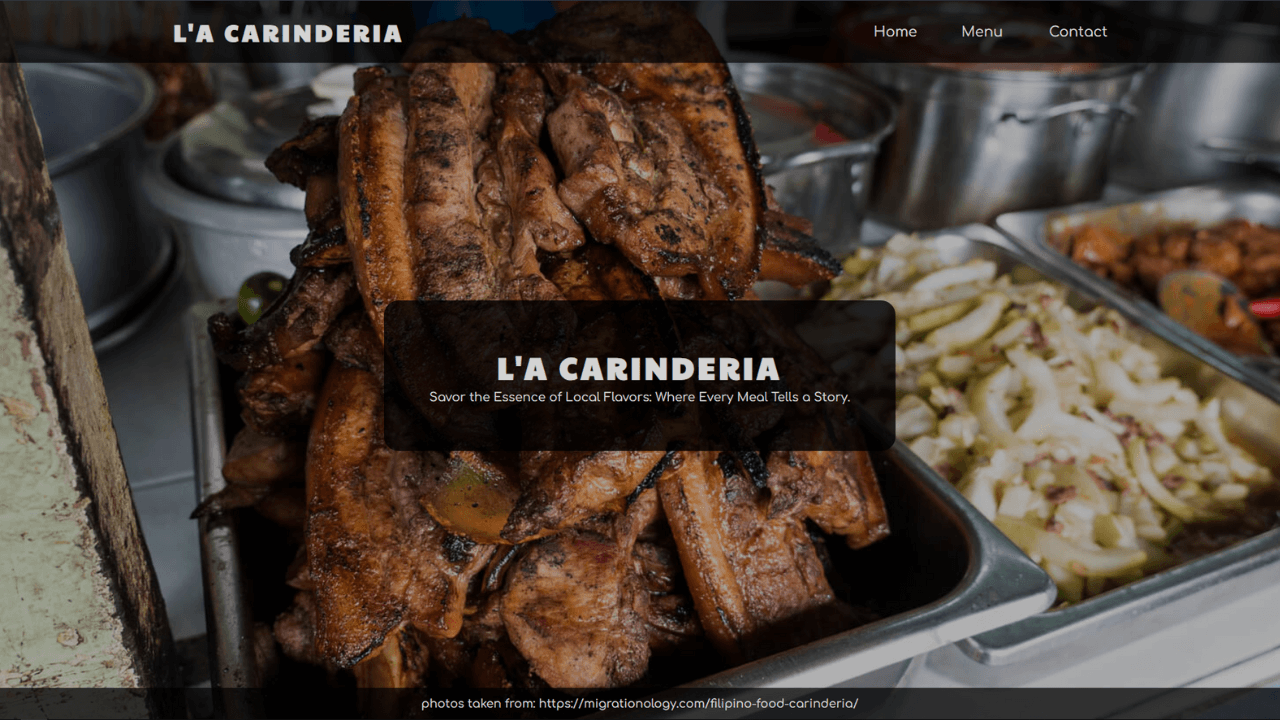 L'A CARINDERIA
Home Menu Contact
L'A CARINDERIA
Savor the Essence of Local Flavors: Where Every Meal Tells a Story.
photos taken from: https://migrationology.com/filipino-food-carinderia/